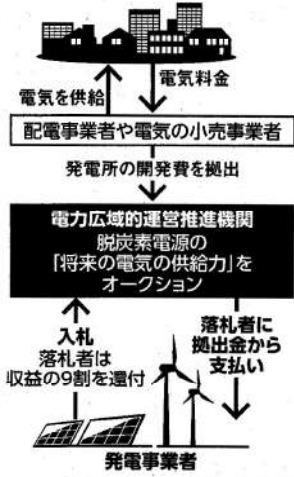 電気を供給
電気料金
配電事業者や電気の小売事業者
発電所の開発費を拠出
電力広域的運営推進機関
脱炭素電源の
「将来の電気の供給力」を
オークション
入札
落札者は
収益の9割を還付
落札者に
拠出金から
支払い
発電事業者